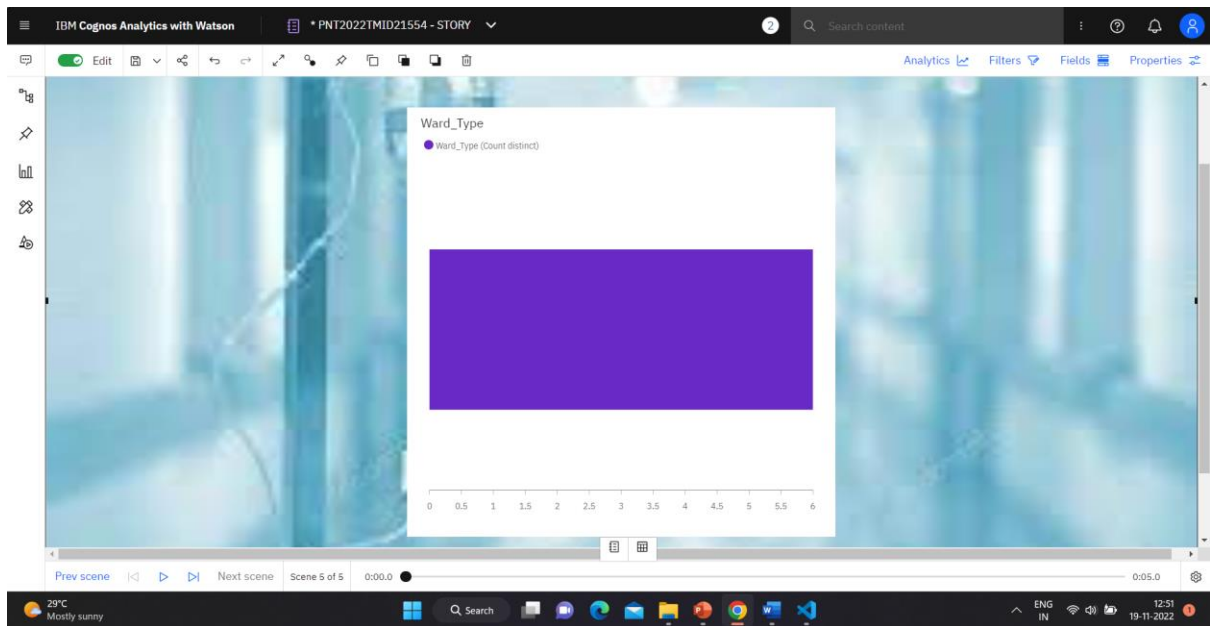 IBM Cognos Analytics with Watson
* PNT2022TMID21554 - STORY
2
Search content
Edit
Analytics
Filters
Fields
Properties
Ward_Type
Ward_Type (Count distinct)
0 0.5 1 1.5 2 2.5 3 3.5 4 4.5 5 5.5 6
Prev scene
Next scene
Scene 5 of 5
0:00.0
0:05.0
29°C
Mostly sunny
Search
ENG
IN
12:51
19-11-2022
1